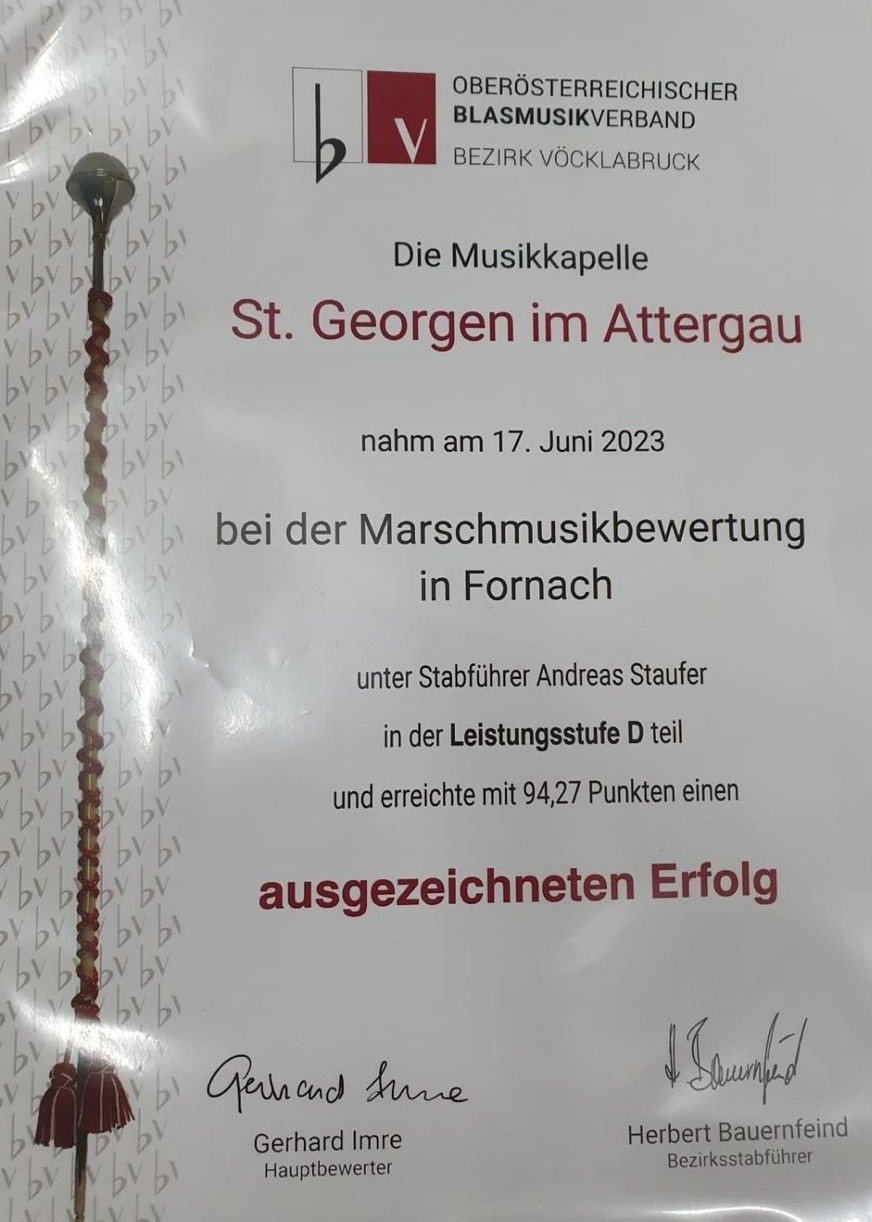 bv
OBERÖSTERREICHISCHER
BLASMUSIKVERBAND
BEZIRK VÖCKLABRUCK
Die Musikkapelle
St. Georgen im Attergau
nahm am 17. Juni 2023
bei der Marschmusikbewertung
in Fornach
unter Stabführer Andreas Staufer
in der Leistungsstufe D teil
und erreichte mit 94,27 Punkten einen
ausgezeichneten Erfolg
Gerhard Imre
H Bauernfeind
Gerhard Imre
Hauptbewerter
Herbert Bauernfeind
Bezirksstabführer